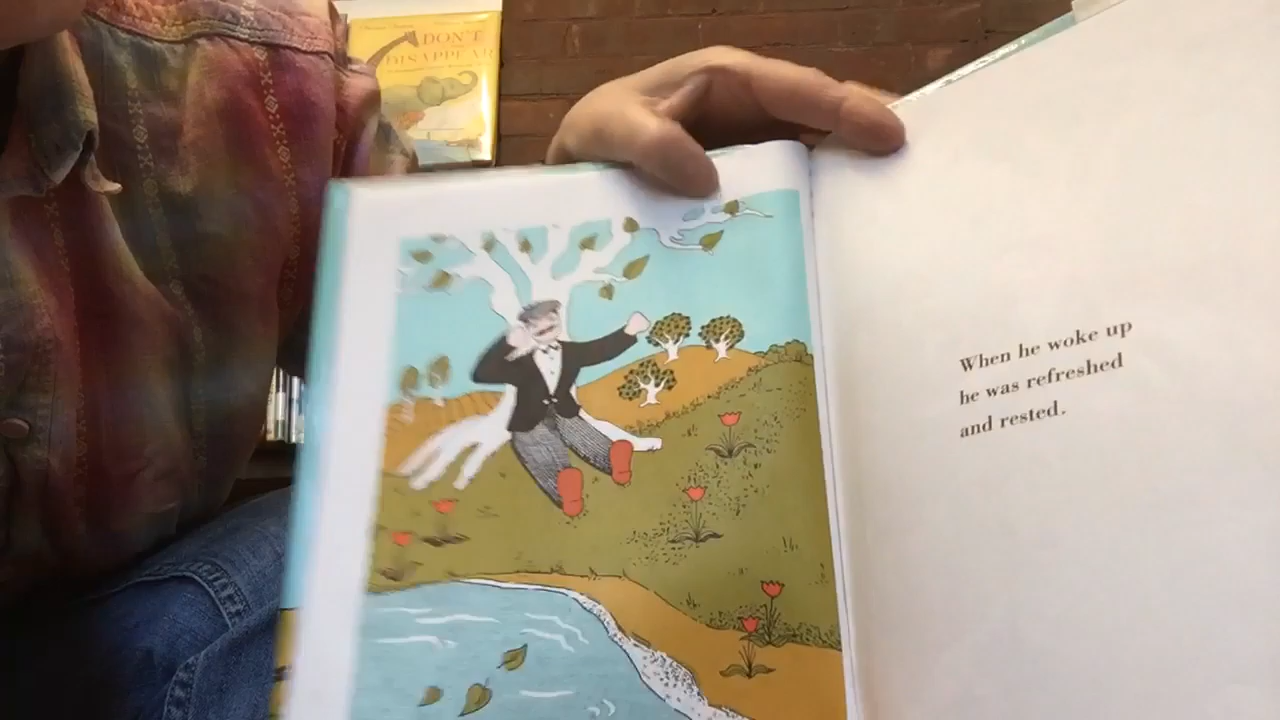 DON'T
DISAPPEAR
When he woke up
he was refreshed
and rested.